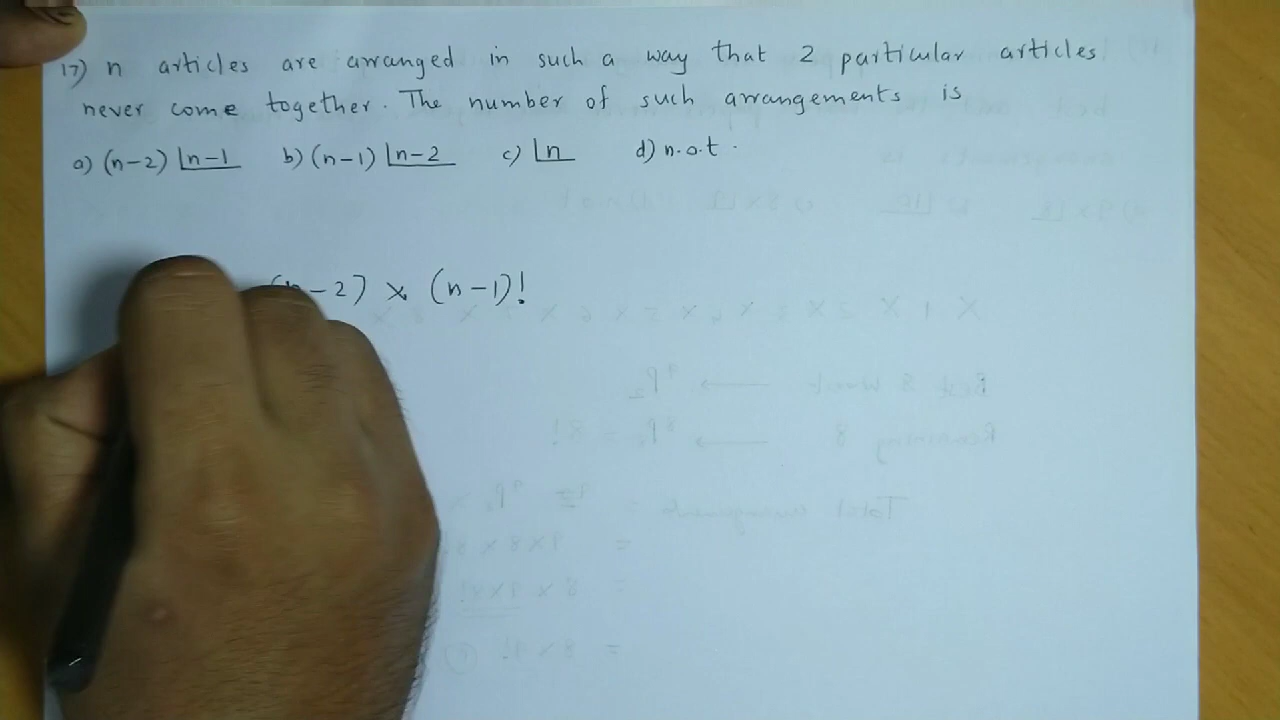 17) n articles are arranged in such a way that 2 particular articles
never come together. The number of such arrangements is
a) (n-2) |n-1 b) (n-1) |n-2 c) |n d) n.o.t.
(n-2) × (n-1)!